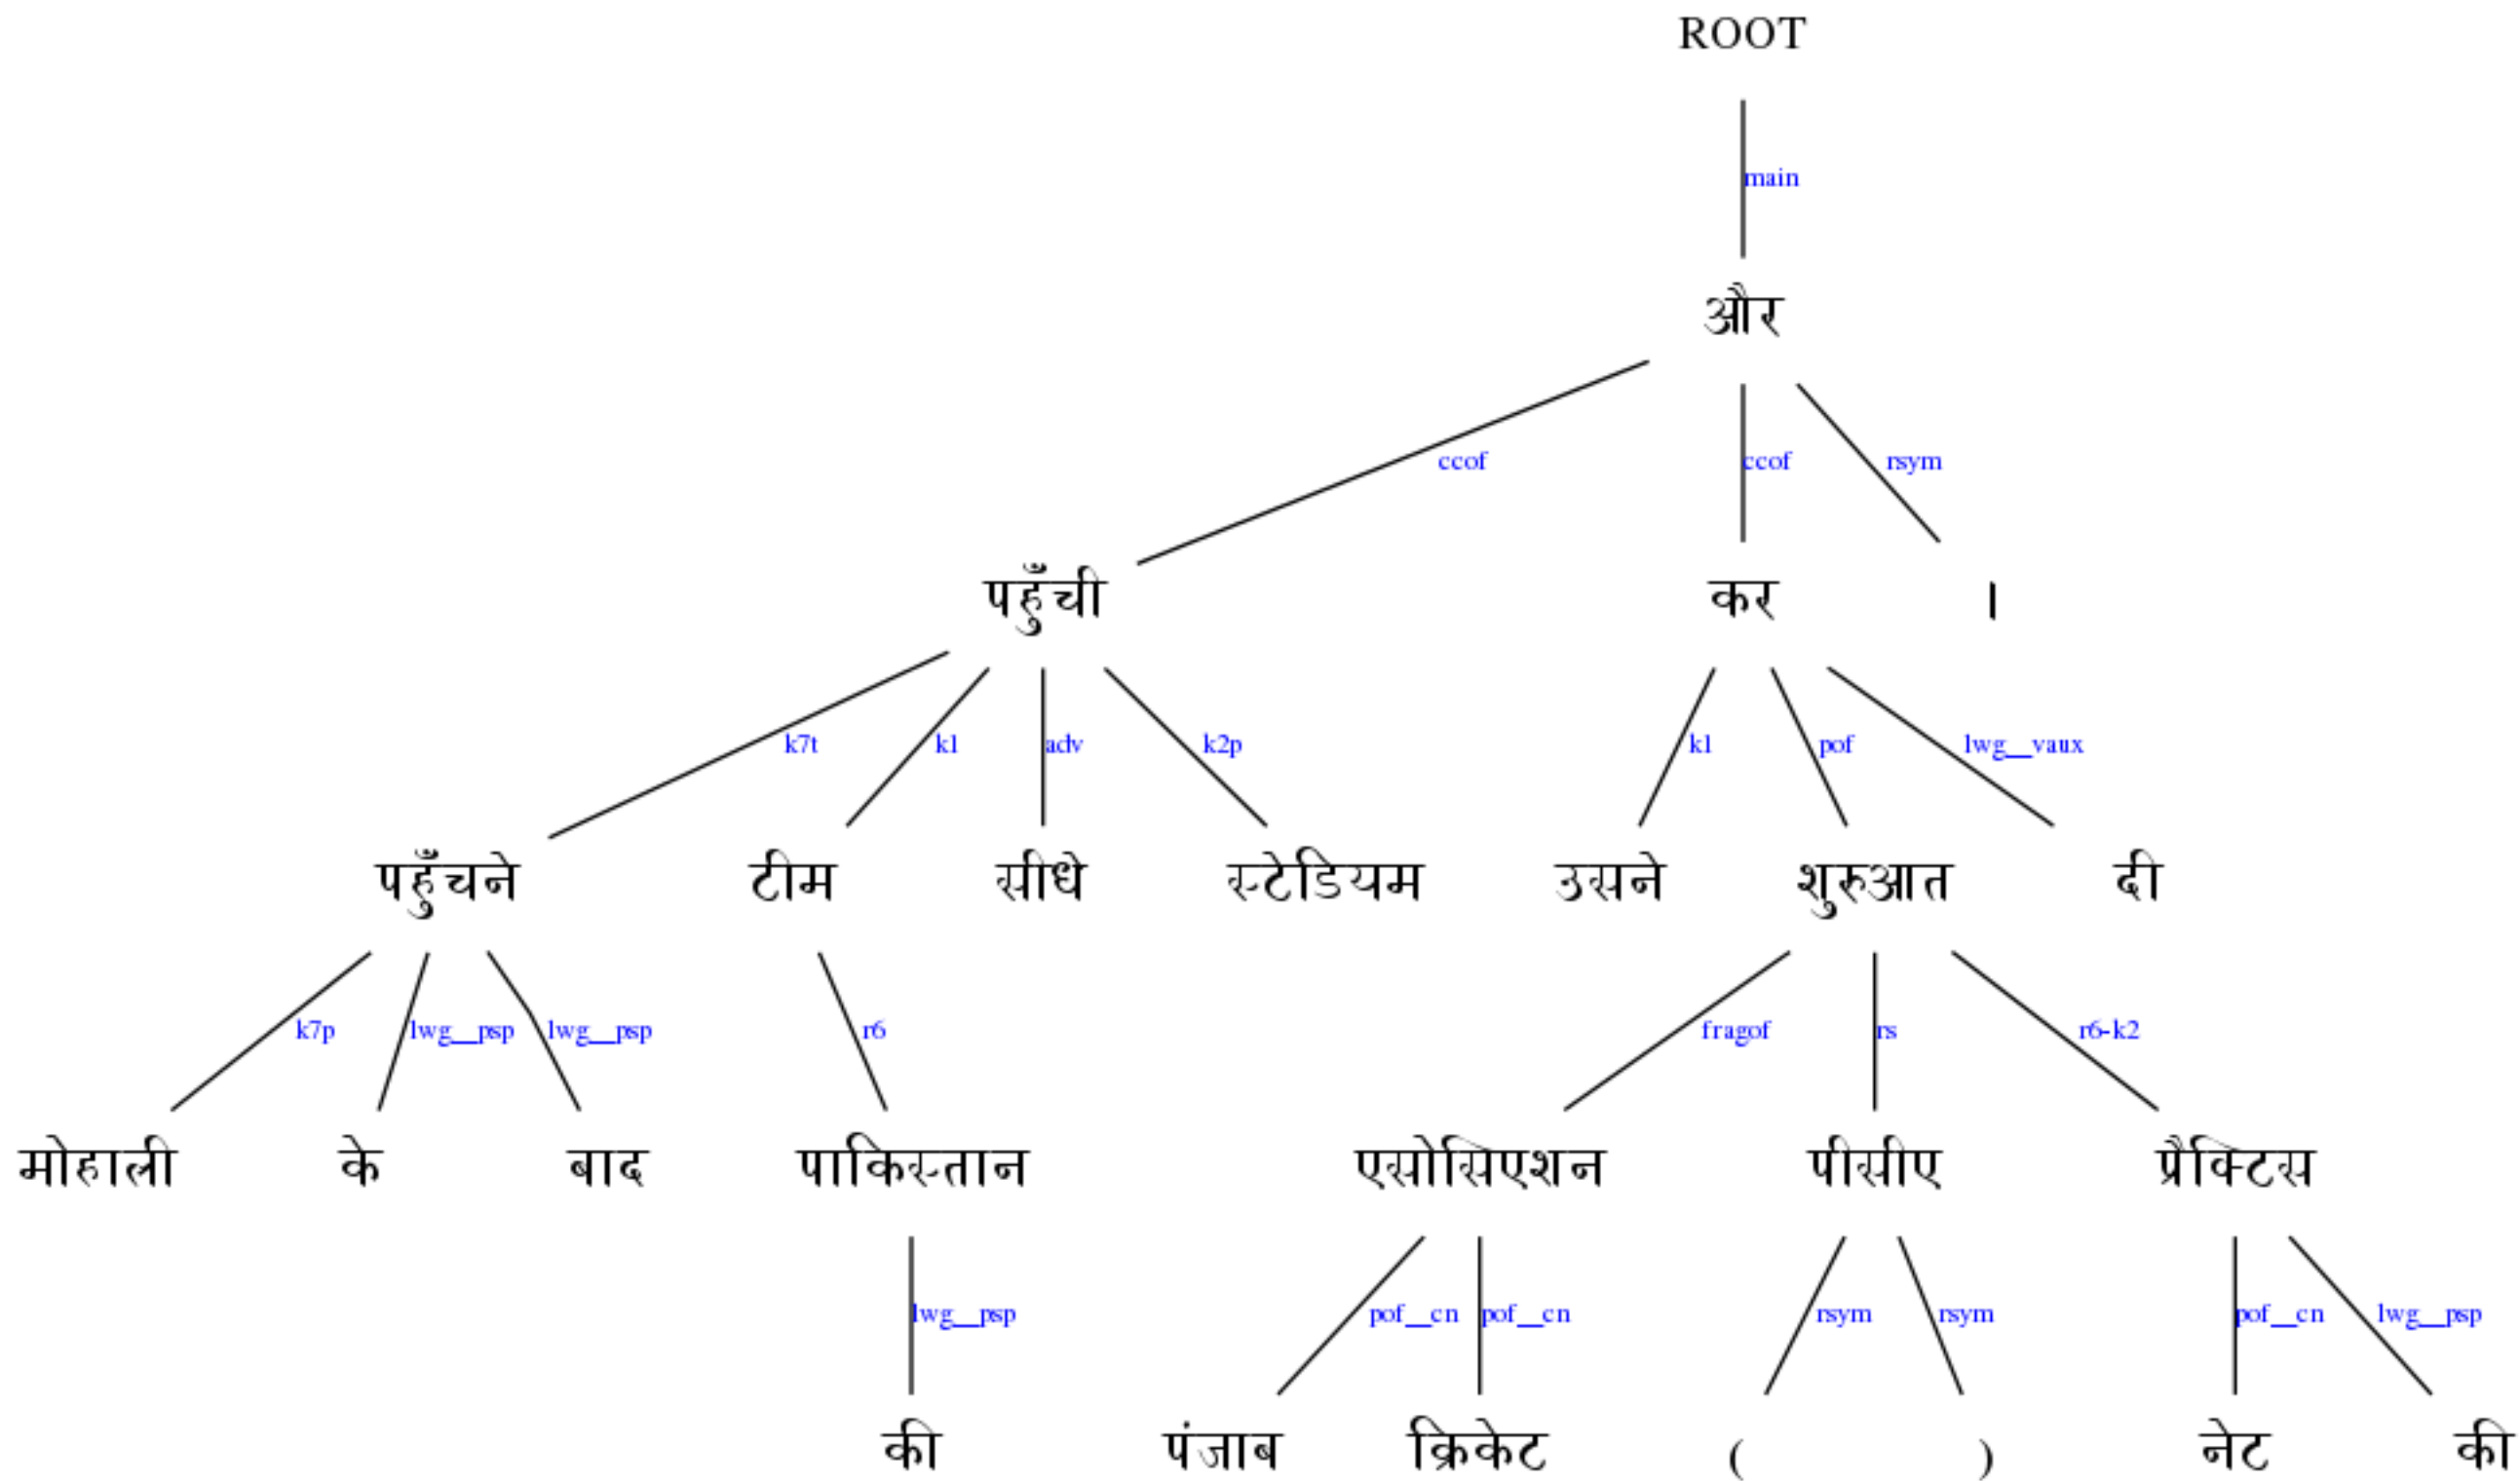 ROOT
main
और
ccof ccof rsym
पहुँची कर ।
k7t k1 adv k2p k1 pof lwg__vaux
पहुँचने टीम सीधे स्टेडियम उसने शुरुआत दी
k7p lwg__psp lwg__psp r6 fragof rs r6-k2
मोहाली के बाद पाकिस्तान एसोसिएशन पीसीए प्रैक्टिस
lwg__psp pof__cn pof__cn rsym rsym pof__cn lwg__psp
की पंजाब क्रिकेट ( ) नेट की